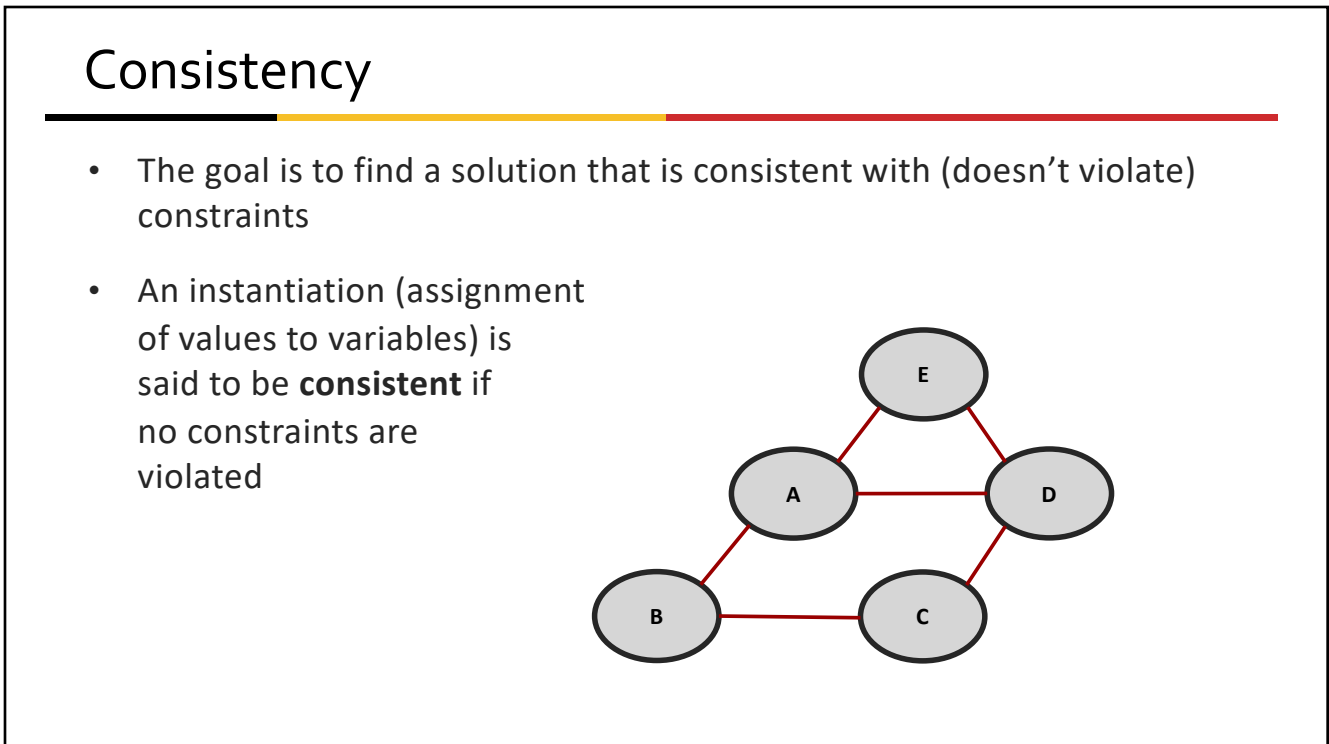 Consistency
• The goal is to find a solution that is consistent with (doesn’t violate)
constraints
• An instantiation (assignment
of values to variables) is
said to be consistent if
no constraints are
violated
E
A
D
B
C